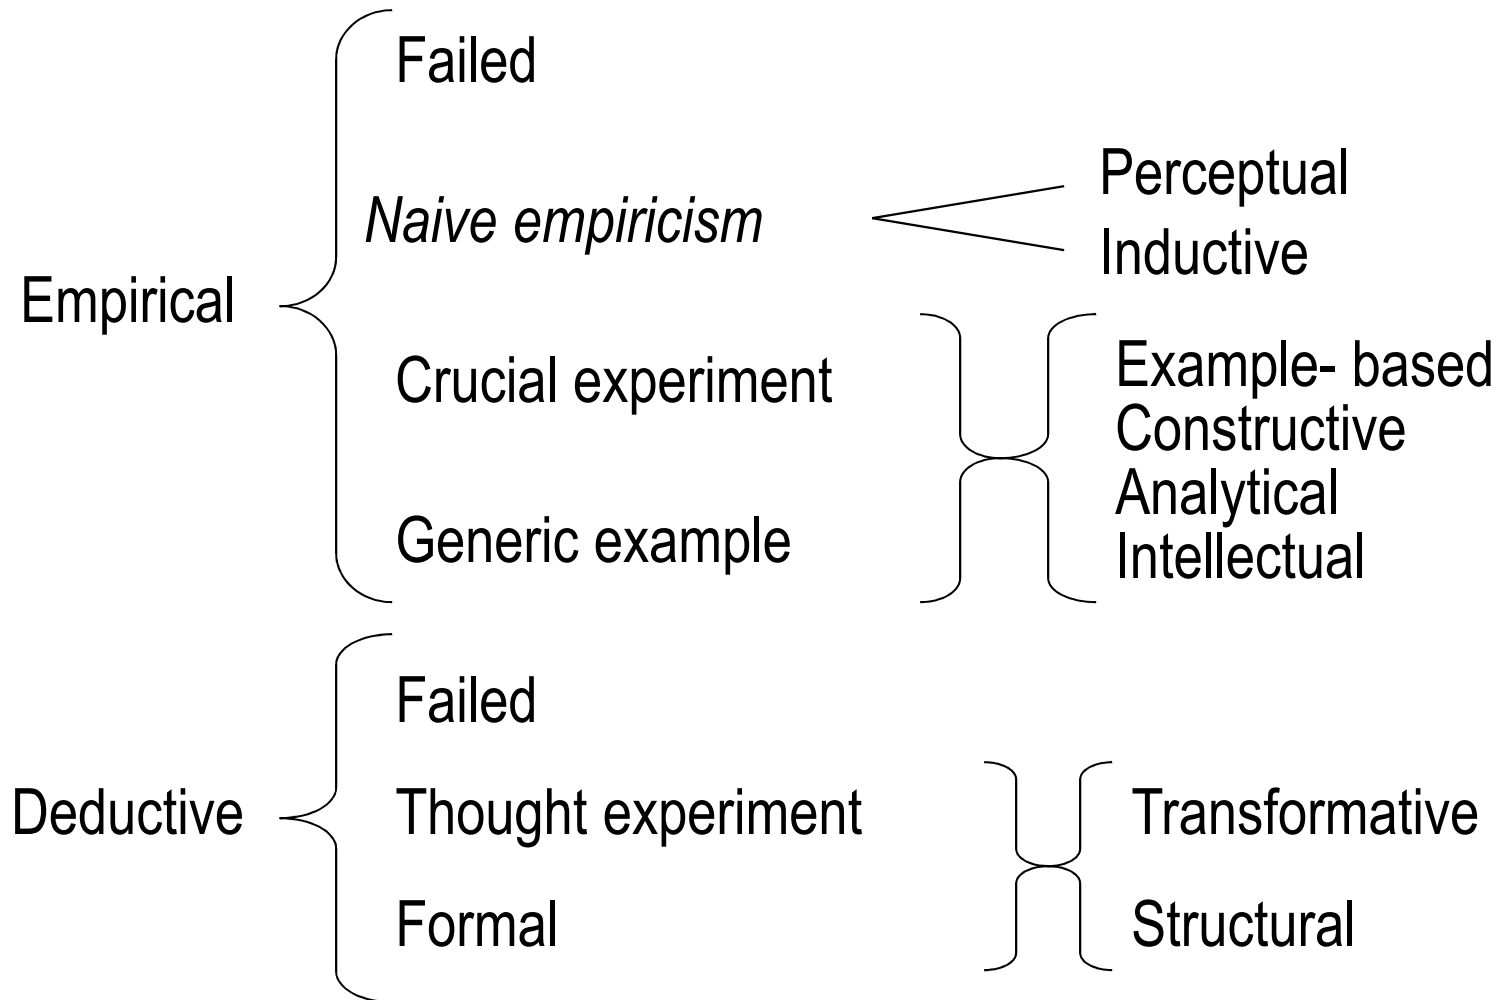 Failed
Perceptual
Naive empiricism
Inductive
Empirical
Example- based
Crucial experiment
Constructive
Analytical
Generic example
Intellectual
Failed
Deductive
Thought experiment
Transformative
Formal
Structural